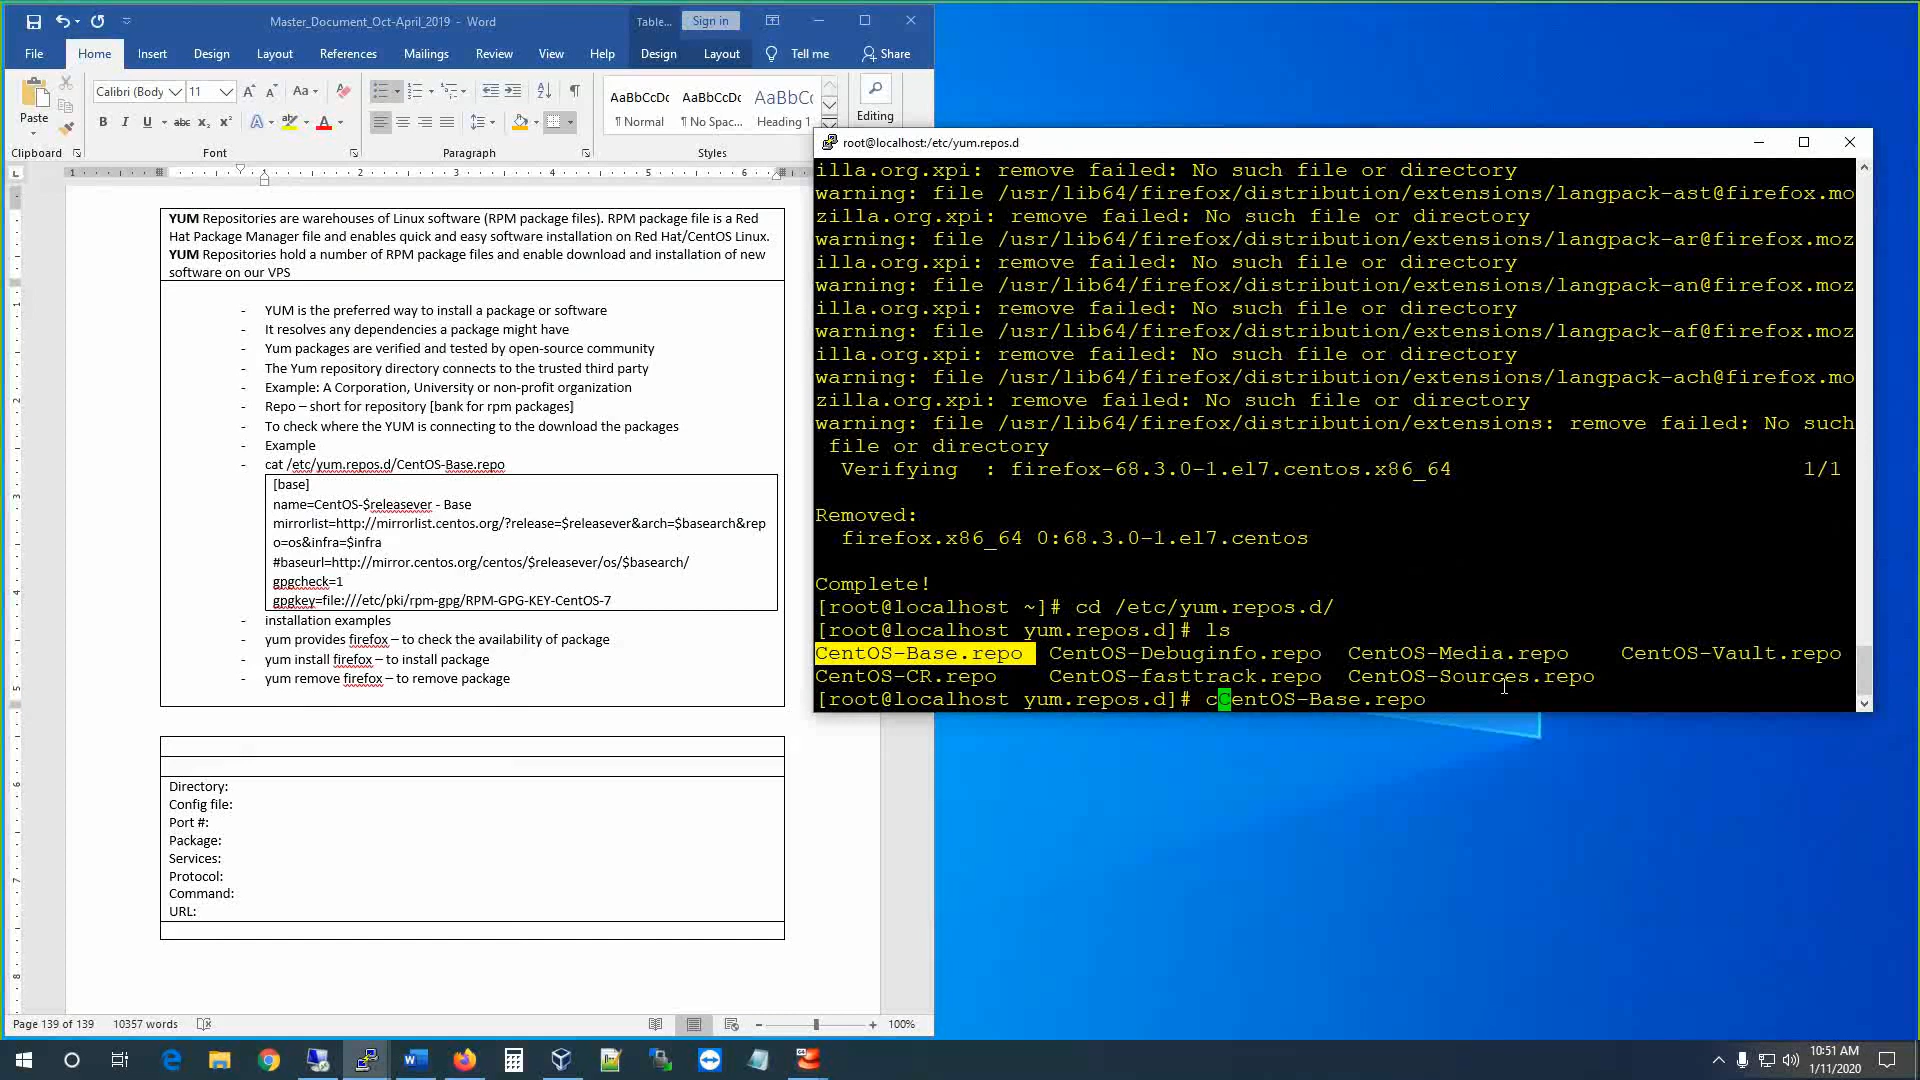 Master_Document_Oct-April_2019 - Word
Table...
Sign in
File
Home
Insert
Design
Layout
References
Mailings
Review
View
Help
Design
Layout
Tell me
Share
Paste
Calibri (Body
11
Aa
AaBbCcDc AaBbCcDc AaBbCc
¶ Normal ¶ No Spac... Heading 1
Editing
Clipboard
Font
Paragraph
Styles
YUM Repositories are warehouses of Linux software (RPM package files). RPM package file is a Red
Hat Package Manager file and enables quick and easy software installation on Red Hat/CentOS Linux.
YUM Repositories hold a number of RPM package files and enable download and installation of new
software on our VPS
- YUM is the preferred way to install a package or software
- It resolves any dependencies a package might have
- Yum packages are verified and tested by open-source community
- The Yum repository directory connects to the trusted third party
- Example: A Corporation, University or non-profit organization
- Repo – short for repository [bank for rpm packages]
- To check where the YUM is connecting to the download the packages
- Example
- cat /etc/yum.repos.d/CentOS-Base.repo
[base]
name=CentOS-$releasever - Base
mirrorlist=http://mirrorlist.centos.org/?release=$releasever&arch=$basearch&rep
o=os&infra=$infra
#baseurl=http://mirror.centos.org/centos/$releasever/os/$basearch/
gpgcheck=1
gpgkey=file:///etc/pki/rpm-gpg/RPM-GPG-KEY-CentOS-7
- installation examples
- yum provides firefox – to check the availability of package
- yum install firefox – to install package
- yum remove firefox – to remove package
Directory:
Config file:
Port #:
Package:
Services:
Protocol:
Command:
URL:
Page 139 of 139
10357 words
100%
root@localhost:/etc/yum.repos.d
illa.org.xpi: remove failed: No such file or directory
warning: file /usr/lib64/firefox/distribution/extensions/langpack-ast@firefox.mo
zilla.org.xpi: remove failed: No such file or directory
warning: file /usr/lib64/firefox/distribution/extensions/langpack-ar@firefox.moz
illa.org.xpi: remove failed: No such file or directory
warning: file /usr/lib64/firefox/distribution/extensions/langpack-an@firefox.moz
illa.org.xpi: remove failed: No such file or directory
warning: file /usr/lib64/firefox/distribution/extensions/langpack-af@firefox.moz
illa.org.xpi: remove failed: No such file or directory
warning: file /usr/lib64/firefox/distribution/extensions/langpack-ach@firefox.mo
zilla.org.xpi: remove failed: No such file or directory
warning: file /usr/lib64/firefox/distribution/extensions: remove failed: No such
file or directory
Verifying : firefox-68.3.0-1.el7.centos.x86_64 1/1
Removed:
firefox.x86_64 0:68.3.0-1.el7.centos
Complete!
[root@localhost ~]# cd /etc/yum.repos.d/
[root@localhost yum.repos.d]# ls
CentOS-Base.repo CentOS-Debuginfo.repo CentOS-Media.repo CentOS-Vault.repo
CentOS-CR.repo CentOS-fasttrack.repo CentOS-Sources.repo
[root@localhost yum.repos.d]# cCentOS-Base.repo
10:51 AM
1/11/2020